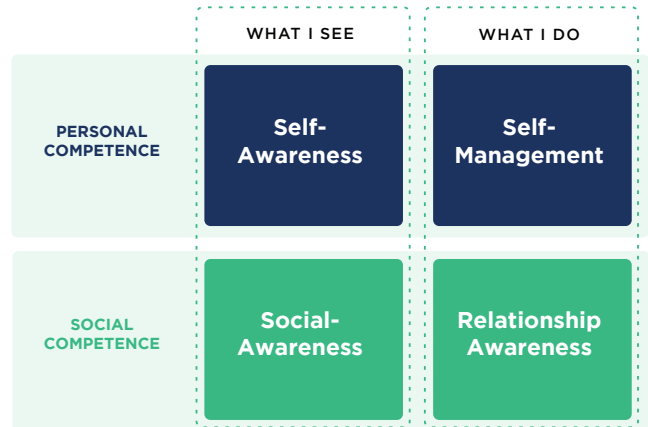 WHAT I SEE
WHAT I DO
PERSONAL
COMPETENCE
Self-
Awareness
Self-
Management
SOCIAL
COMPETENCE
Social-
Awareness
Relationship
Awareness